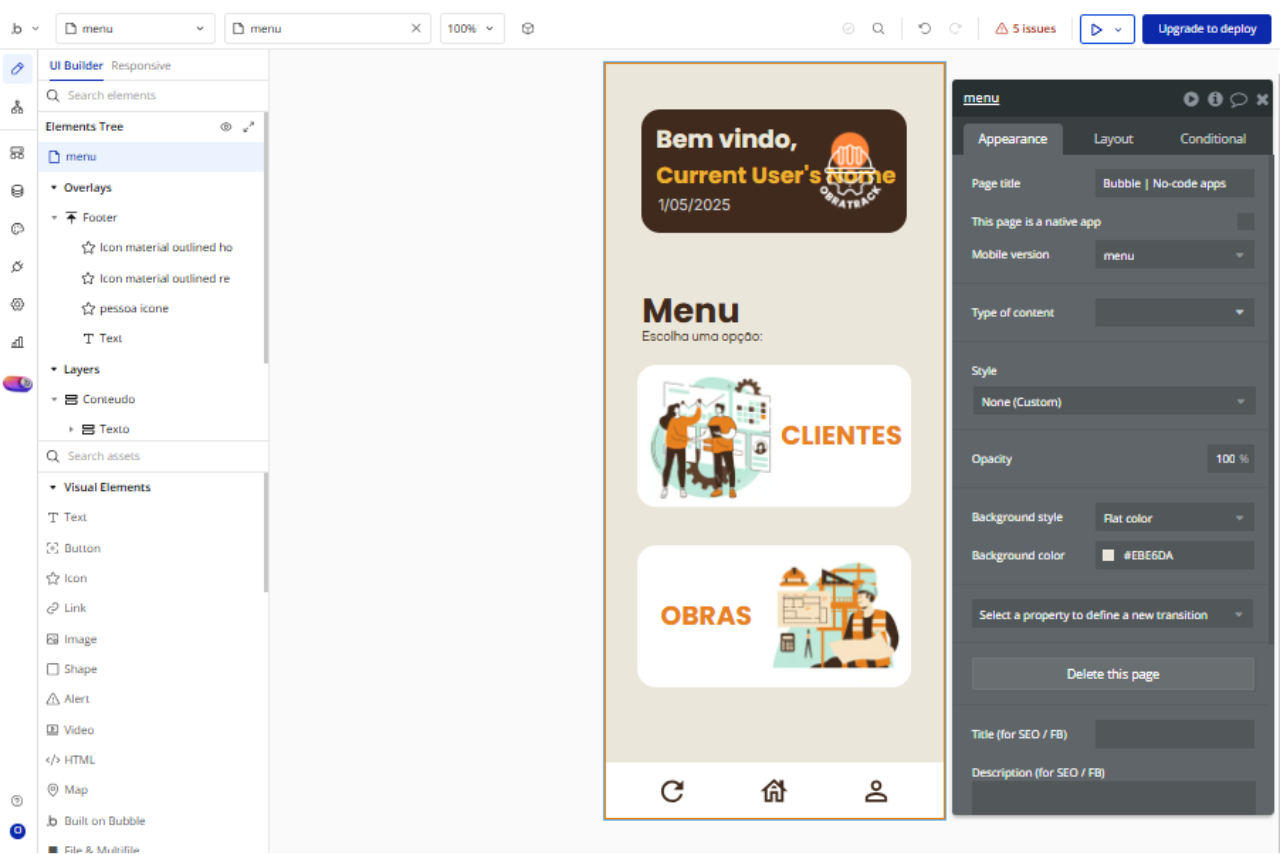 menu
menu
100%
5 issues
Upgrade to deploy
UI Builder
Responsive
Search elements
Elements Tree
menu
Overlays
Footer
Icon material outlined ho
Icon material outlined re
pessoa icone
Text
Layers
Conteudo
Texto
Search assets
Visual Elements
Text
Button
Icon
Link
Image
Shape
Alert
Video
HTML
Map
Built on Bubble
File & Multifile
Bem vindo,
Current User's Nome
1/05/2025
OBRATRACK
Menu
Escolha uma opção:
CLIENTES
OBRAS
menu
Appearance
Layout
Conditional
Page title
Bubble | No-code apps
This page is a native app
Mobile version
menu
Type of content
Style
None (Custom)
Opacity
100 %
Background style
Flat color
Background color
#EBE6DA
Select a property to define a new transition
Delete this page
Title (for SEO / FB)
Description (for SEO / FB)